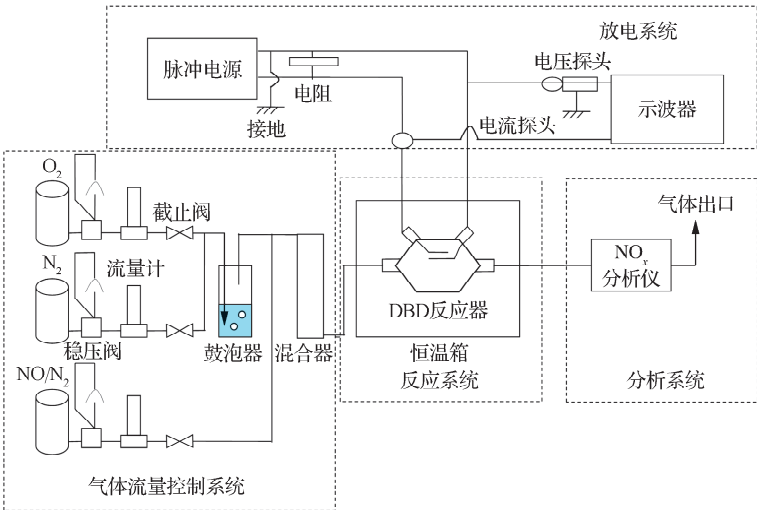 放电系统
脉冲电源
电压探头
电阻
示波器
接地
电流探头
O₂
截止阀
气体出口
N₂
流量计
NOₓ
分析仪
DBD反应器
稳压阀
鼓泡器
混合器
恒温箱
NO/N₂
反应系统
分析系统
气体流量控制系统